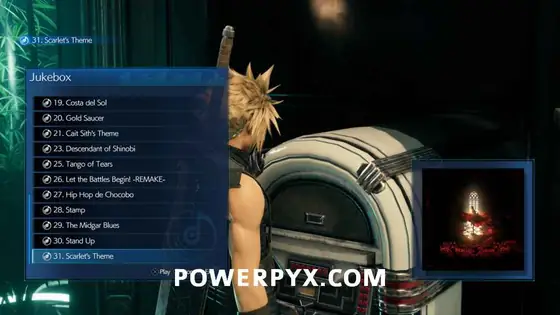 31. Scarlet's Theme
Jukebox
19. Costa del Sol
20. Gold Saucer
21. Cait Sith's Theme
23. Descendant of Shinobi
25. Tango of Tears
26. Let the Battles Begin! -REMAKE-
27. Hip Hop de Chocobo
28. Stamp
29. The Midgar Blues
30. Stand Up
31. Scarlet's Theme
Play
POWERPYX.COM